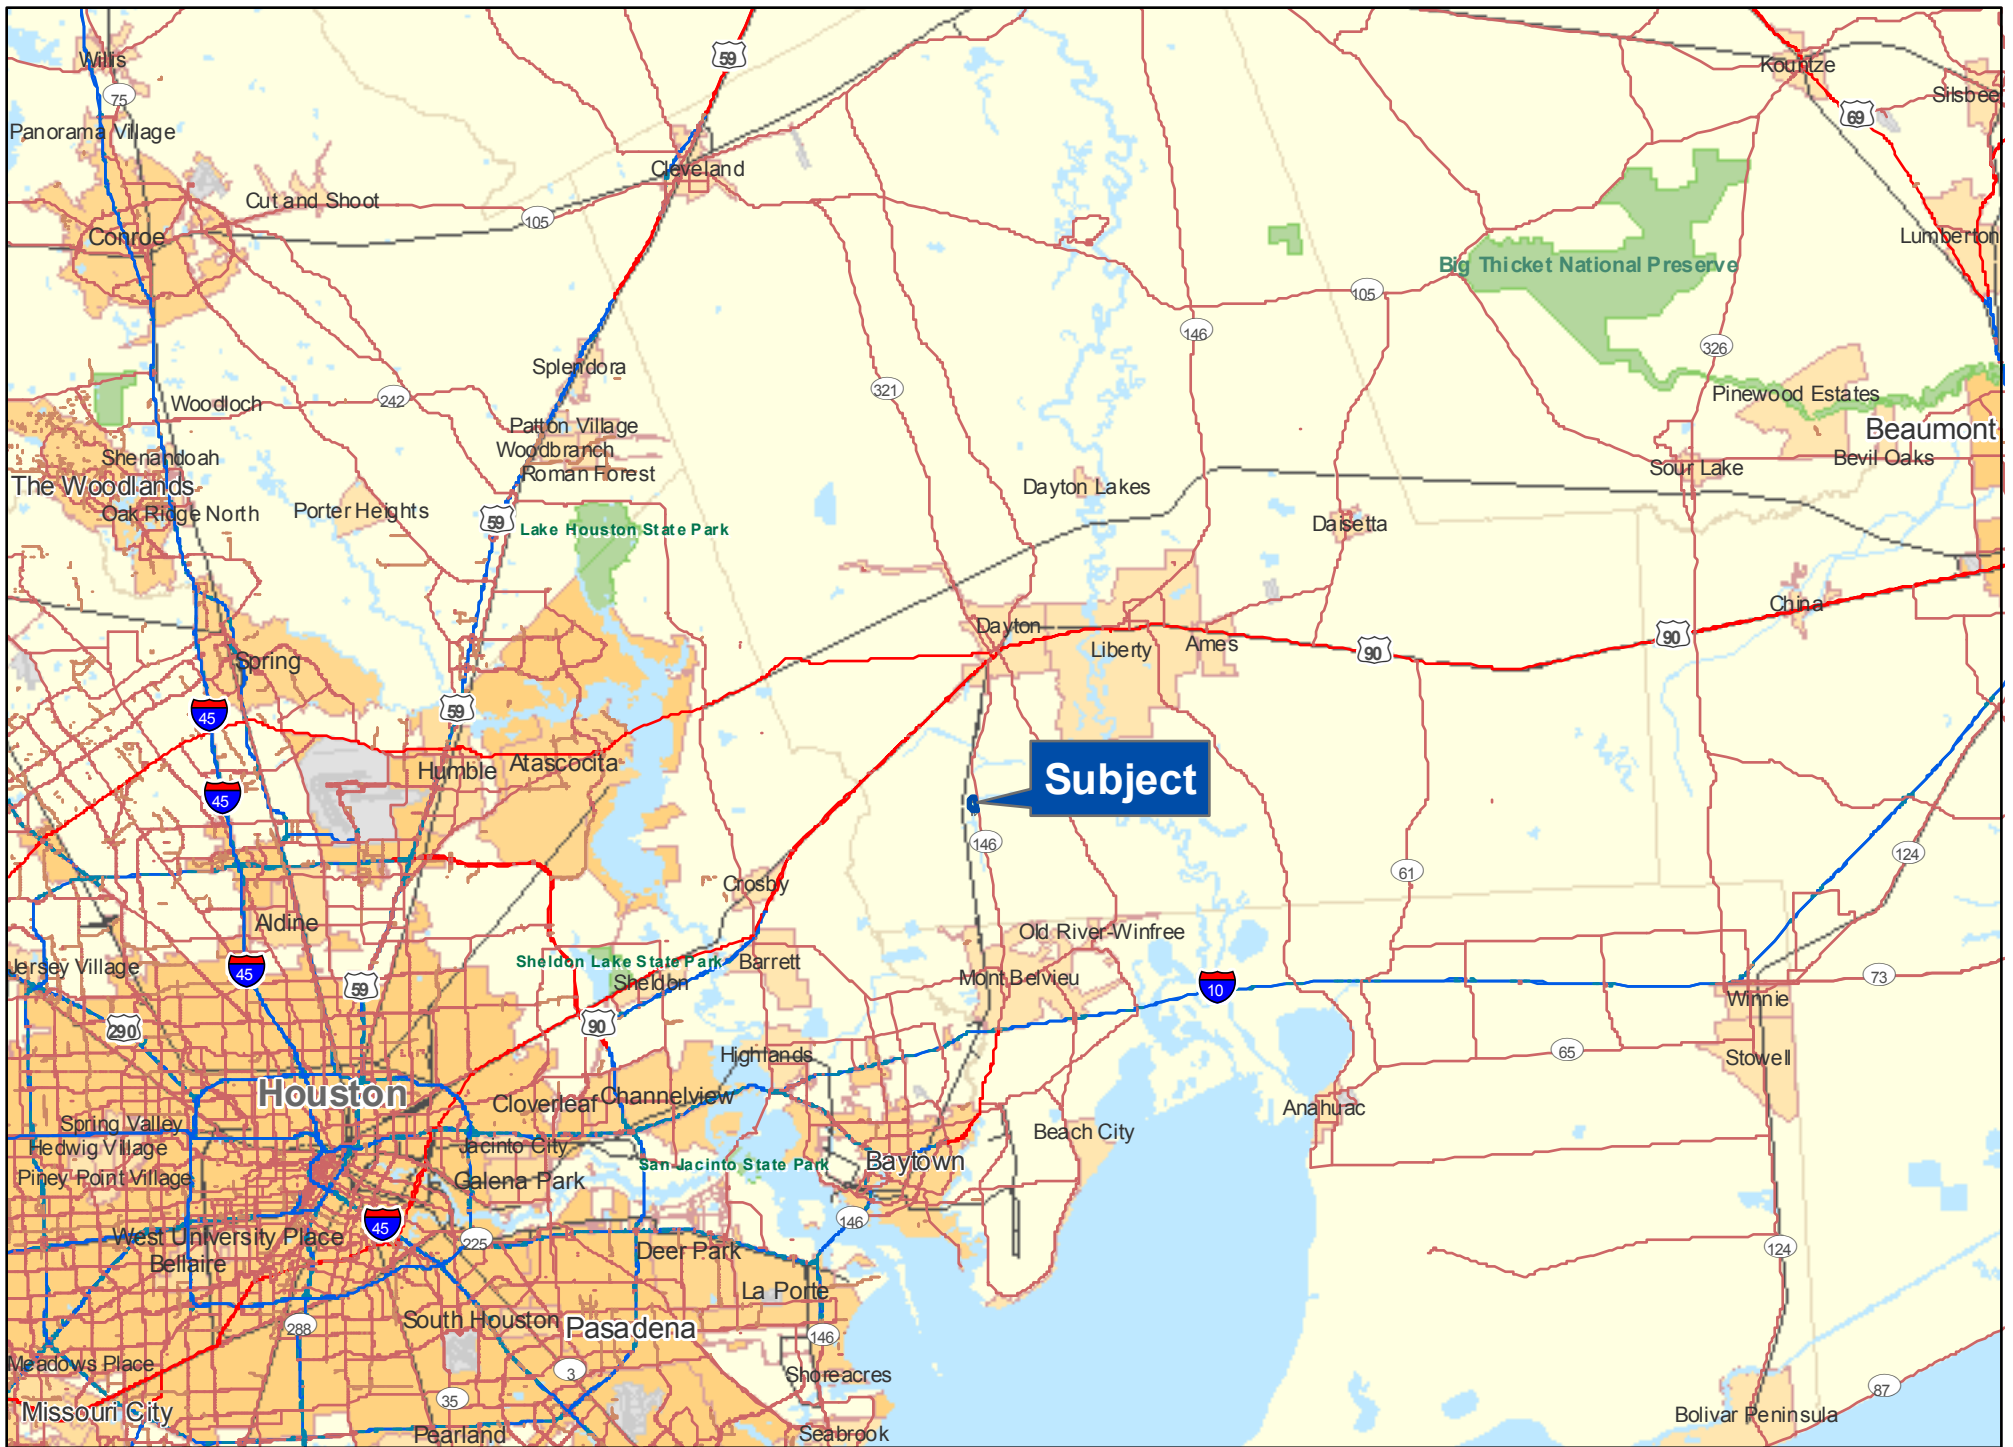 59
Willis
Kountze
75
Silsbee
69
Panorama Village
Cleveland
Cut and Shoot
105
Conroe
Lumberton
Big Thicket National Preserve
105
146
326
Splendora
321
242
Woodloch
Pinewood Estates
Patton Village
Beaumont
Woodbranch
Shenandoah
Bevil Oaks
Roman Forest
Sour Lake
The Woodlands
Dayton Lakes
Porter Heights
Oak Ridge North
59
Lake Houston State Park
Daisetta
China
Dayton
90
Liberty
Ames
90
Spring
45
59
Humble
Atascocita
Subject
45
146
124
61
Crosby
Aldine
Old River-Winfree
Jersey Village
Sheldon Lake State Park
Barrett
45
59
Sheldon
Mont Belvieu
10
73
Winnie
290
90
65
Highlands
Stowell
Houston
Cloverleaf
Channelview
Anahuac
Spring Valley
Beach City
Hedwig Village
Jacinto City
San Jacinto State Park
Baytown
Piney Point Village
Galena Park
45
146
West University Place
225
Deer Park
124
Bellaire
La Porte
South Houston
Pasadena
288
146
Meadows Place
3
Shoreacres
35
87
Missouri City
Bolivar Peninsula
Pearland
Seabrook